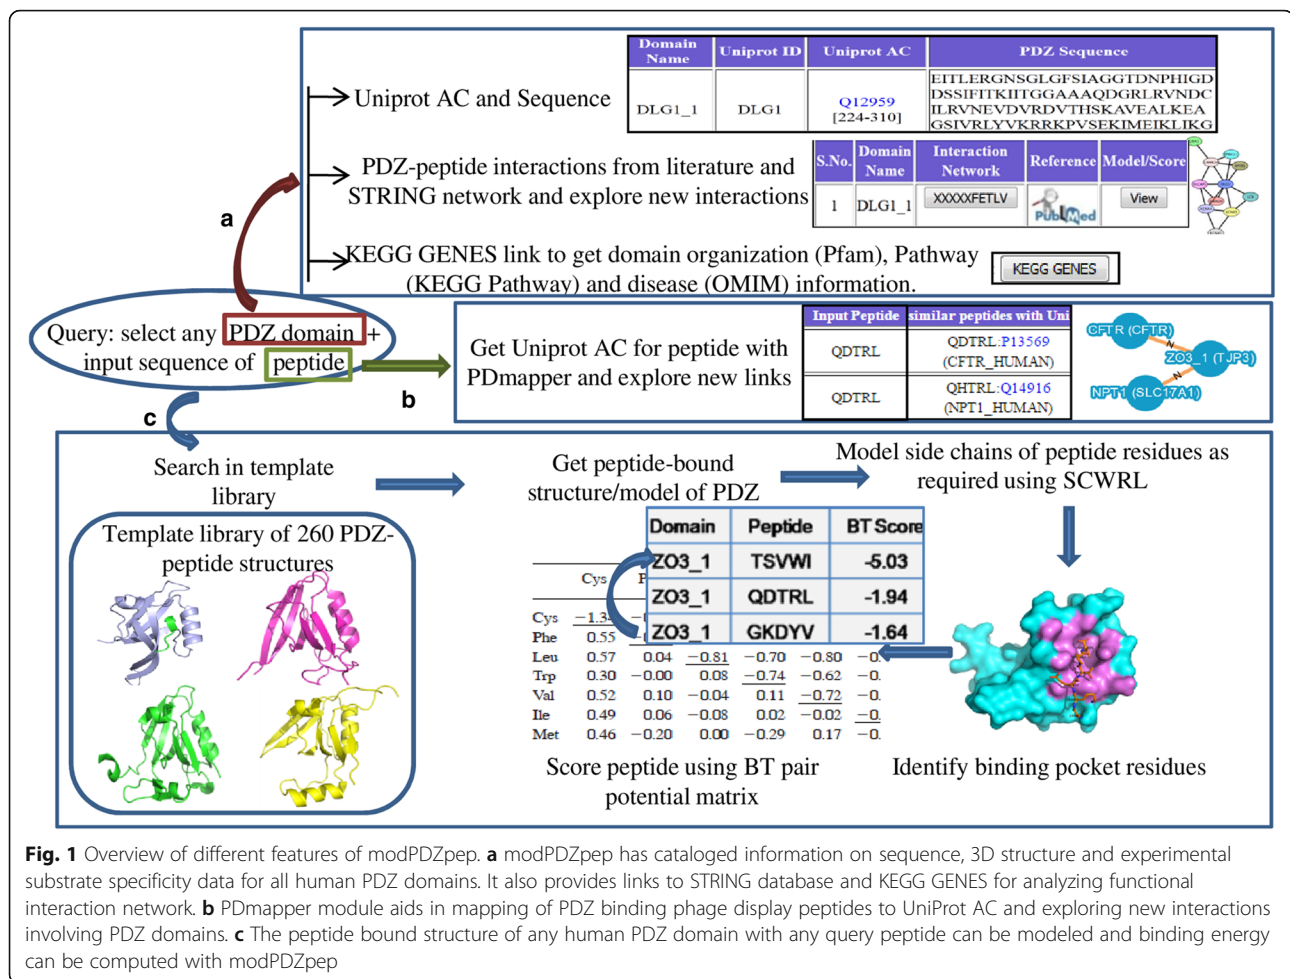 Domain Name | Uniprot ID | Uniprot AC | PDZ Sequence
DLG1_1 | DLG1 | Q12959 [224-310] | EITLERGNSGLGFSIAGGTDNPHIGD
DSSIFITKIITGGAAAQDGRLRVNDC
ILRVNEVDVRDVTHSKAVEALKEA
GSIVRLYVKRRKPVSEKIMEIKLIKG
Uniprot AC and Sequence
PDZ-peptide interactions from literature and
STRING network and explore new interactions
S.No. | Domain Name | Interaction Network | Reference | Model/Score
1 | DLG1_1 | XXXXXFETLV | PubMed | View
KEGG GENES link to get domain organization (Pfam), Pathway
(KEGG Pathway) and disease (OMIM) information.
KEGG GENES
a
Query: select any PDZ domain +
input sequence of peptide
b
Get Uniprot AC for peptide with
PDmapper and explore new links
Input Peptide | similar peptides with Uni
QDTRL | QDTRL:P13569
(CFTR_HUMAN)
QDTRL | QHTRL:Q14916
(NPT1_HUMAN)
CFTR (CFTR)
ZO3_1 (TJP3)
NPT1 (SLC17A1)
c
Search in template
library
Template library of 260 PDZ-
peptide structures
Get peptide-bound
structure/model of PDZ
Model side chains of peptide residues as
required using SCWRL
Domain | Peptide | BT Score
ZO3_1 | TSVWI | -5.03
ZO3_1 | QDTRL | -1.94
ZO3_1 | GKDYV | -1.64
Cys P
Cys −1.34
Phe 0.55
Leu 0.57 0.04 −0.81 −0.70 −0.80 −0.
Trp 0.30 −0.00 0.08 −0.74 −0.62 −0.
Val 0.52 0.10 −0.04 0.11 −0.72 −0.
Ile 0.49 0.06 −0.08 0.02 −0.02 −0.
Met 0.46 −0.20 0.00 −0.29 0.17 −0.
Score peptide using BT pair
potential matrix
Identify binding pocket residues
Fig. 1 Overview of different features of modPDZpep. a modPDZpep has cataloged information on sequence, 3D structure and experimental
substrate specificity data for all human PDZ domains. It also provides links to STRING database and KEGG GENES for analyzing functional
interaction network. b PDmapper module aids in mapping of PDZ binding phage display peptides to UniProt AC and exploring new interactions
involving PDZ domains. c The peptide bound structure of any human PDZ domain with any query peptide can be modeled and binding energy
can be computed with modPDZpep